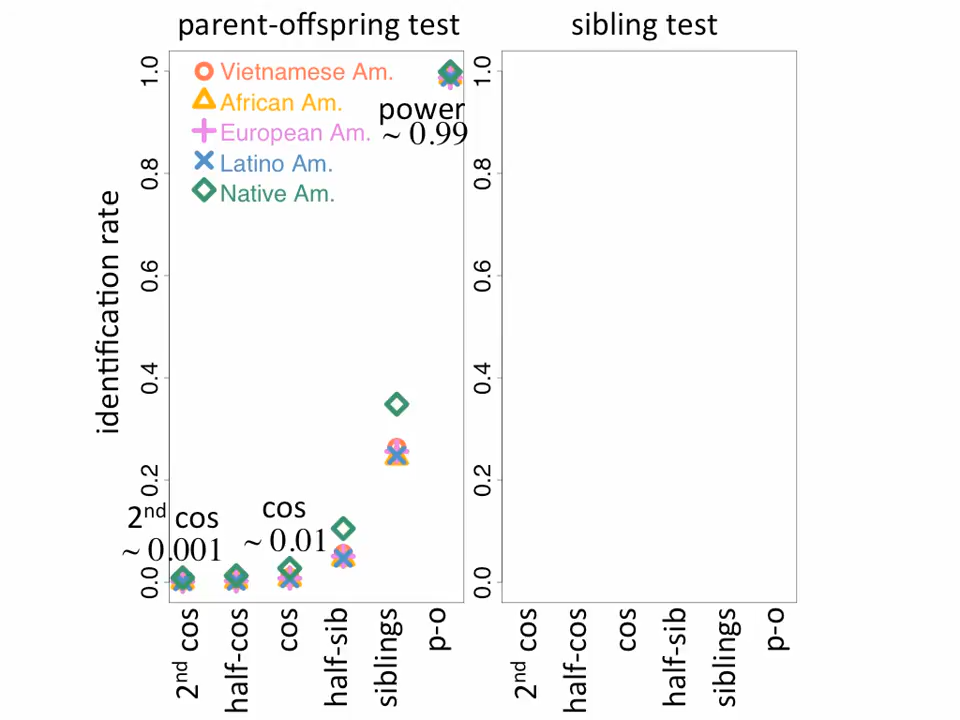 parent-offspring test
sibling test
1.0
0.8
0.6
0.4
0.2
0.0
identification rate
Vietnamese Am.
African Am.
European Am.
Latino Am.
Native Am.
power
~ 0.99
2nd cos
~ 0.001
cos
~ 0.01
2nd cos
half-cos
cos
half-sib
siblings
p-o
1.0
0.8
0.6
0.4
0.2
0.0
2nd cos
half-cos
cos
half-sib
siblings
p-o